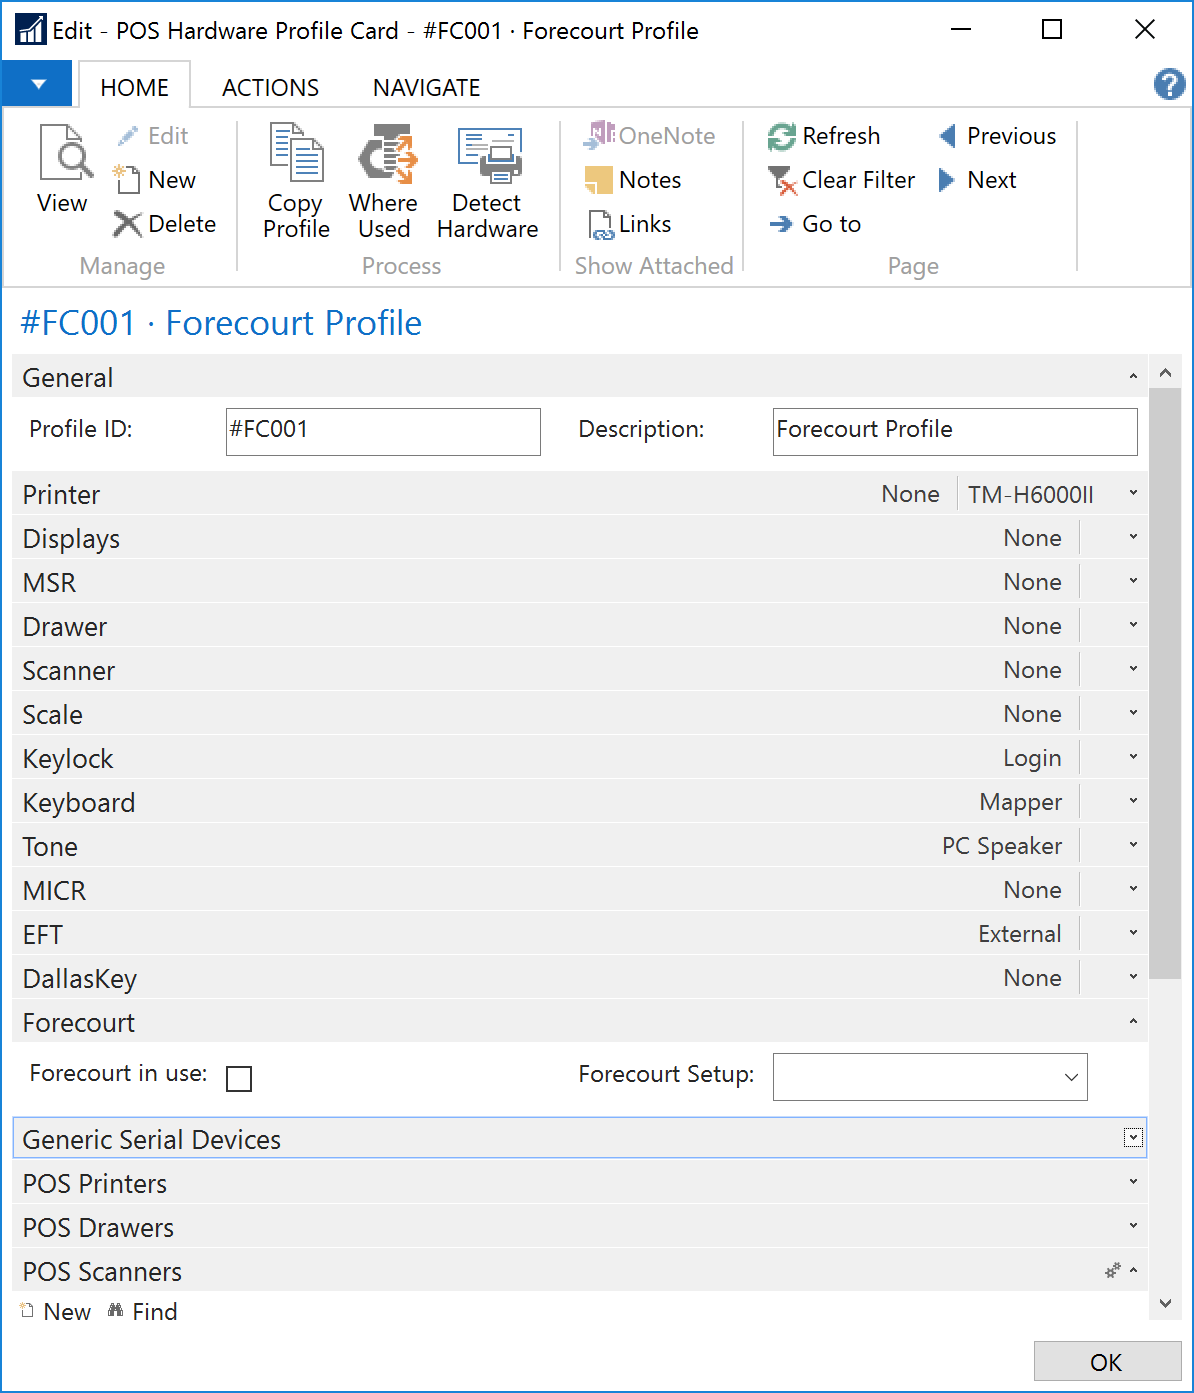 Edit - POS Hardware Profile Card - #FC001 · Forecourt Profile
HOME ACTIONS NAVIGATE
View
Edit
New
Delete
Manage
Copy
Profile
Where
Used
Detect
Hardware
Process
OneNote
Notes
Links
Show Attached
Refresh
Clear Filter
Go to
Previous
Next
Page
#FC001 · Forecourt Profile
General
Profile ID: #FC001 Description: Forecourt Profile
Printer None TM-H6000II
Displays None
MSR None
Drawer None
Scanner None
Scale None
Keylock Login
Keyboard Mapper
Tone PC Speaker
MICR None
EFT External
DallasKey None
Forecourt
Forecourt in use: Forecourt Setup:
Generic Serial Devices
POS Printers
POS Drawers
POS Scanners
New Find
OK